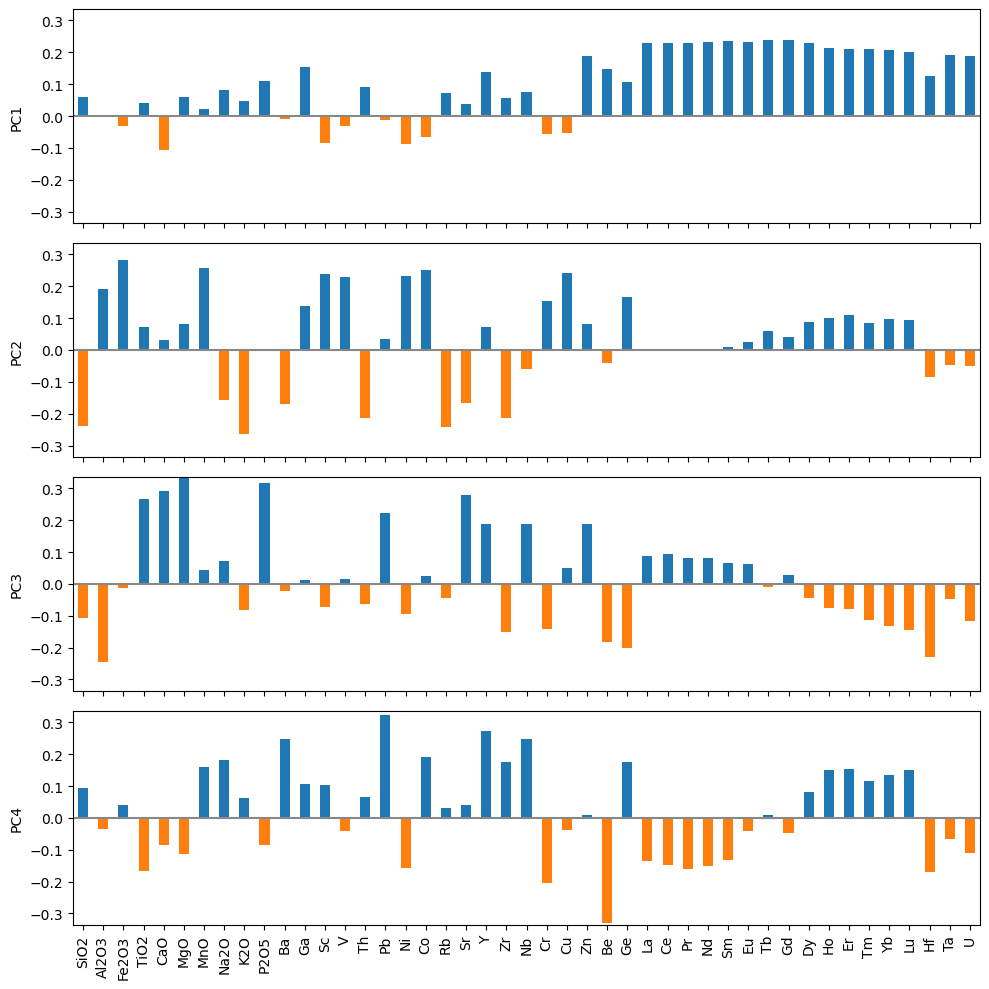 0.3
0.2
0.1
0.0
−0.1
−0.2
−0.3
PC1
0.3
0.2
0.1
0.0
−0.1
−0.2
−0.3
PC2
0.3
0.2
0.1
0.0
−0.1
−0.2
−0.3
PC3
0.3
0.2
0.1
0.0
−0.1
−0.2
−0.3
PC4
SiO2
Al2O3
Fe2O3
TiO2
CaO
MgO
MnO
Na2O
K2O
P2O5
Ba
Ga
Sc
V
Th
Pb
Ni
Co
Rb
Sr
Y
Zr
Nb
Cr
Cu
Zn
Be
Ge
La
Ce
Pr
Nd
Sm
Eu
Tb
Gd
Dy
Ho
Er
Tm
Yb
Lu
Hf
Ta
U